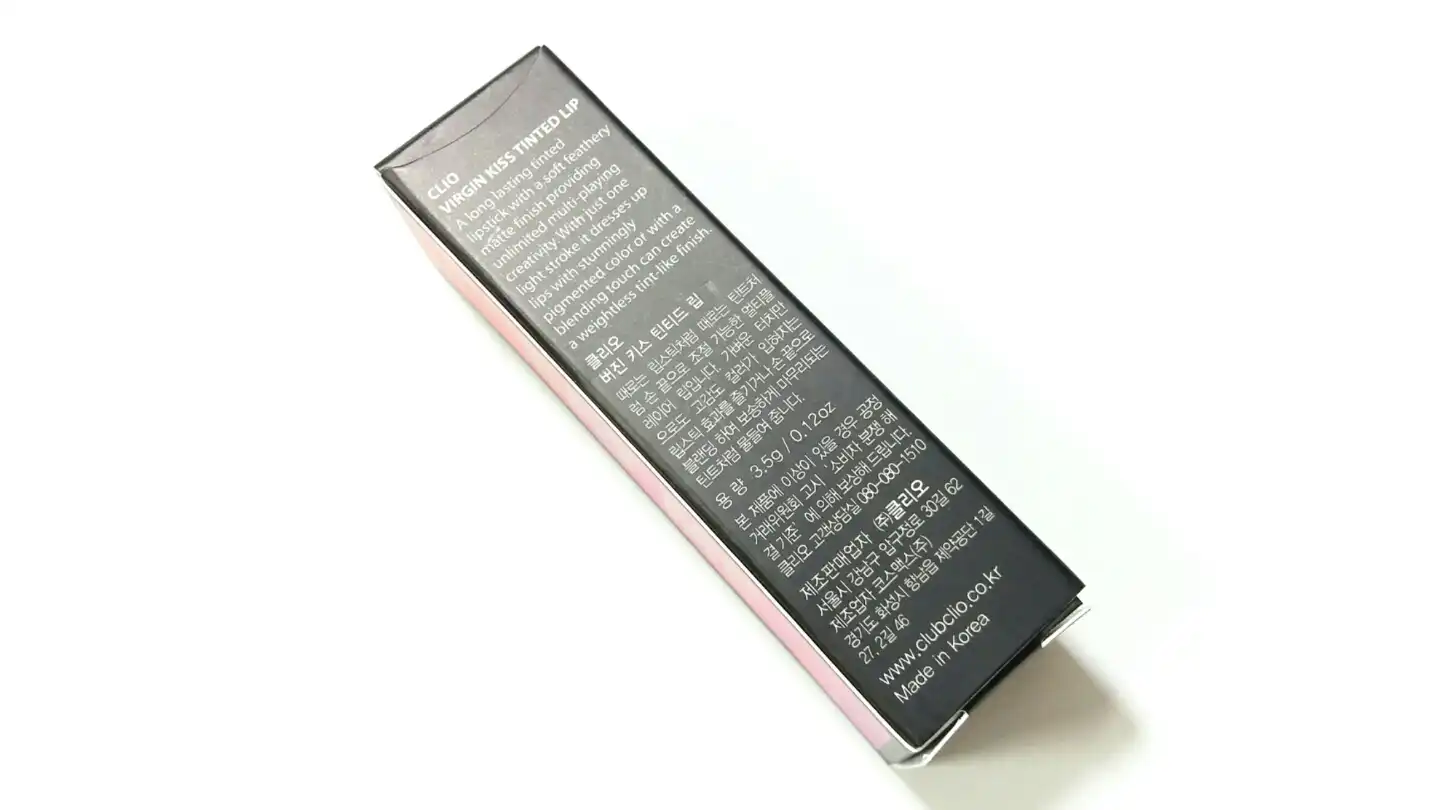 CLIO
VIRGIN KISS TINTED LIP
A long lasting tinted
lipstick with a soft feathery
matte finish providing
unlimited multi-playing
creativity With just one
light stroke it dresses up
lips with stunningly
pigmented color or with a
blending touch can create
a weightless tint-like finish.
클리오
버진 키스 틴티드 립
때로는 립스틱처럼 때로는 틴트처
럼 손 끝으로 조절 가능한 멀티플
레이어 립입니다. 가벼운 터치만
으로도 고강도 컬러가 입혀지는
립스틱 효과를 즐기거나 손 끝으로
블랜딩 하여 보송하게 마무리되는
틴트처럼 물들여 줍니다.
용 량 3.5g / 0.12oz
본 제품에 이상이 있을 경우 공정
거래위원회 고시 '소비자 분쟁 해
결 기준' 에 의해 보상해 드립니다.
클리오 고객상담실 080-080-1510
제조판매업자 (주)클리오
서울시 강남구 압구정로 30길 62
제조업자 코스맥스(주)
경기도 화성시 향남읍 제약공단 1길
27, 2길 46
www.clubclio.co.kr
Made in Korea